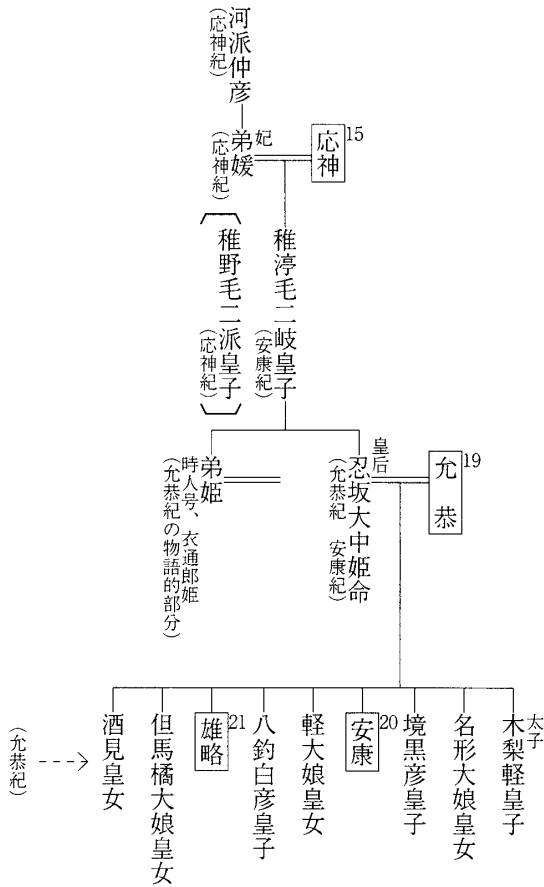 15
応神
妃
弟媛
(応神紀)
河派仲彦
(応神紀)
稚渟毛二岐皇子
(安康紀)
稚野毛二派皇子
(応神紀)
19
允恭
皇后
忍坂大中姫命
(允恭紀 安康紀)
弟姫
時人号、衣通郎姫
(允恭紀の物語的部分)
太子
木梨軽皇子
名形大娘皇女
境黒彦皇子
20
安康
軽大娘皇女
八釣白彦皇子
21
雄略
但馬橘大娘皇女
酒見皇女
(允恭紀)